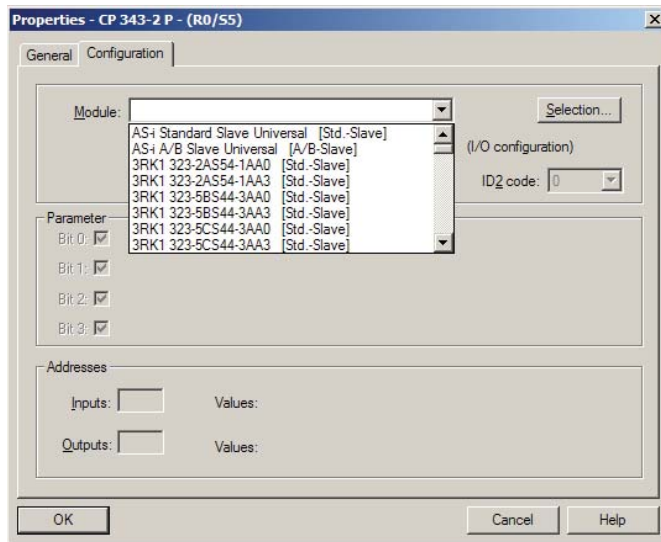 Properties - CP 343-2 P - (R0/S5)
General Configuration
Module:
Selection...
AS-i Standard Slave Universal [Std.-Slave]
AS-i A/B Slave Universal [A/B-Slave]
3RK1 323-2AS54-1AA0 [Std.-Slave]
3RK1 323-2AS54-1AA3 [Std.-Slave]
3RK1 323-5BS44-3AA0 [Std.-Slave]
3RK1 323-5BS44-3AA3 [Std.-Slave]
3RK1 323-5CS44-3AA0 [Std.-Slave]
3RK1 323-5CS44-3AA3 [Std.-Slave]
(I/O configuration)
ID2 code: 0
Parameter
Bit 0:
Bit 1:
Bit 2:
Bit 3:
Addresses
Inputs: Values:
Outputs: Values:
OK Cancel Help